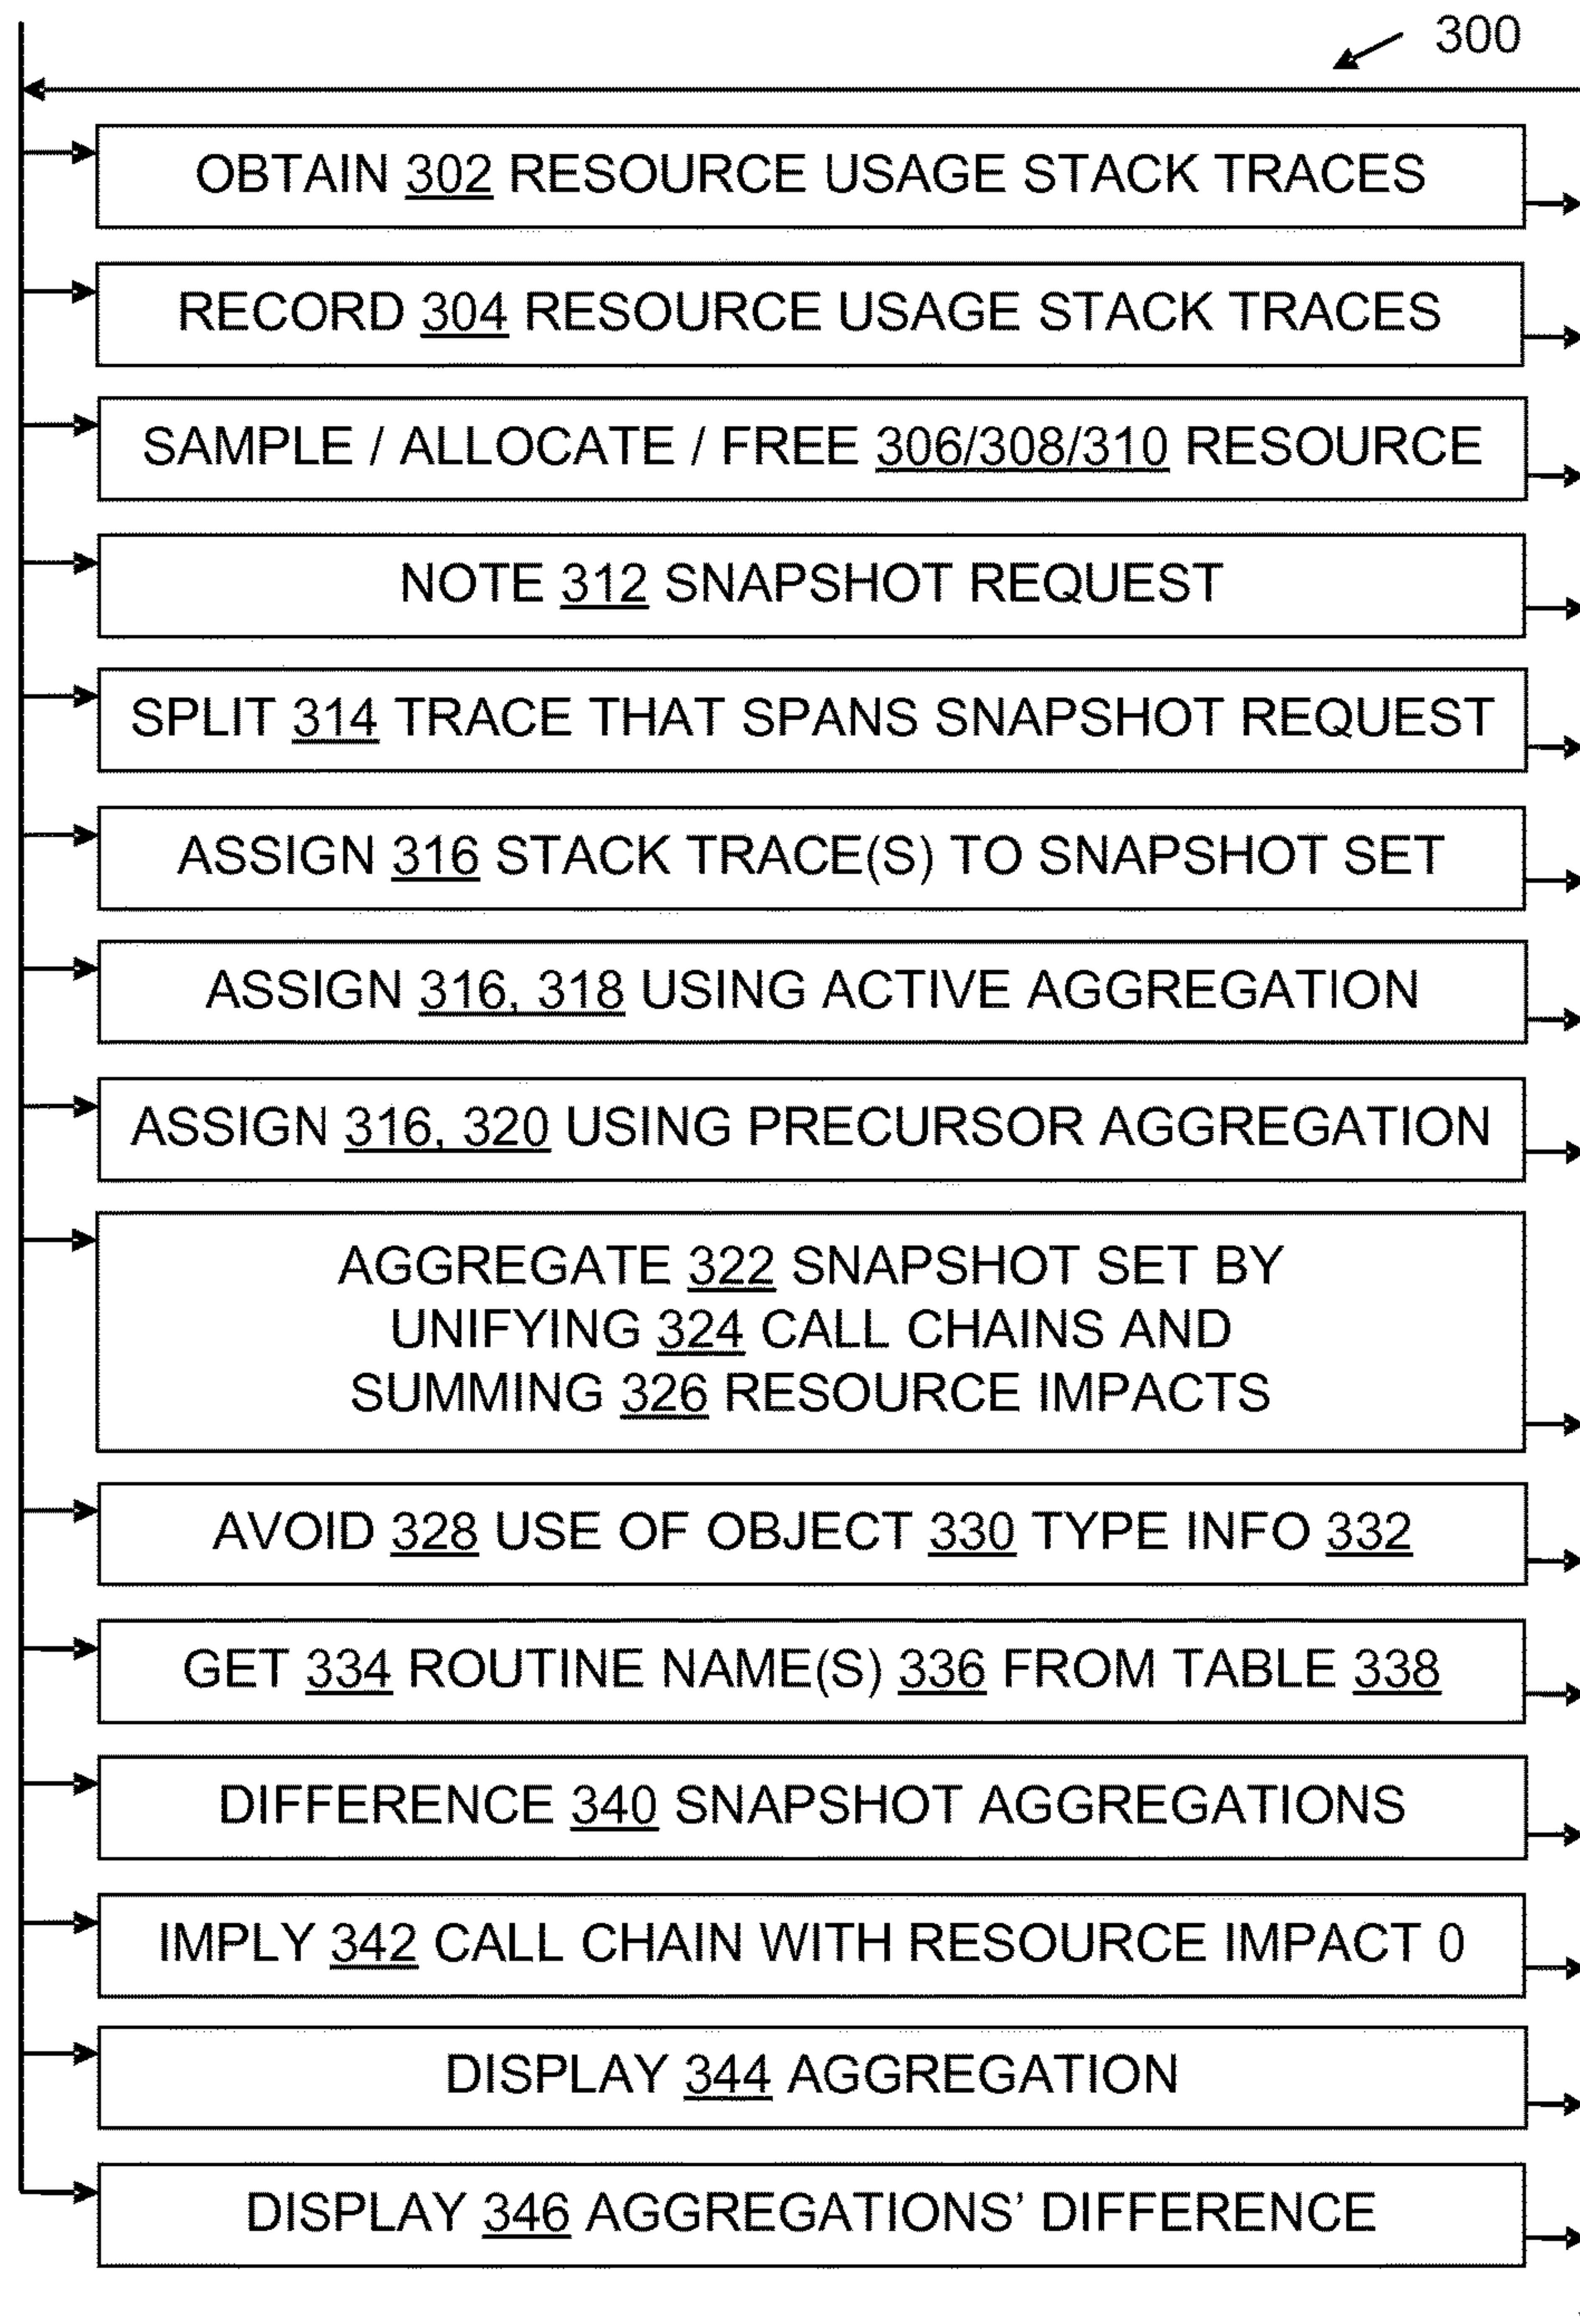 300
OBTAIN 302 RESOURCE USAGE STACK TRACES
RECORD 304 RESOURCE USAGE STACK TRACES
SAMPLE / ALLOCATE / FREE 306/308/310 RESOURCE
NOTE 312 SNAPSHOT REQUEST
SPLIT 314 TRACE THAT SPANS SNAPSHOT REQUEST
ASSIGN 316 STACK TRACE(S) TO SNAPSHOT SET
ASSIGN 316, 318 USING ACTIVE AGGREGATION
ASSIGN 316, 320 USING PRECURSOR AGGREGATION
AGGREGATE 322 SNAPSHOT SET BY
UNIFYING 324 CALL CHAINS AND
SUMMING 326 RESOURCE IMPACTS
AVOID 328 USE OF OBJECT 330 TYPE INFO 332
GET 334 ROUTINE NAME(S) 336 FROM TABLE 338
DIFFERENCE 340 SNAPSHOT AGGREGATIONS
IMPLY 342 CALL CHAIN WITH RESOURCE IMPACT 0
DISPLAY 344 AGGREGATION
DISPLAY 346 AGGREGATIONS’ DIFFERENCE